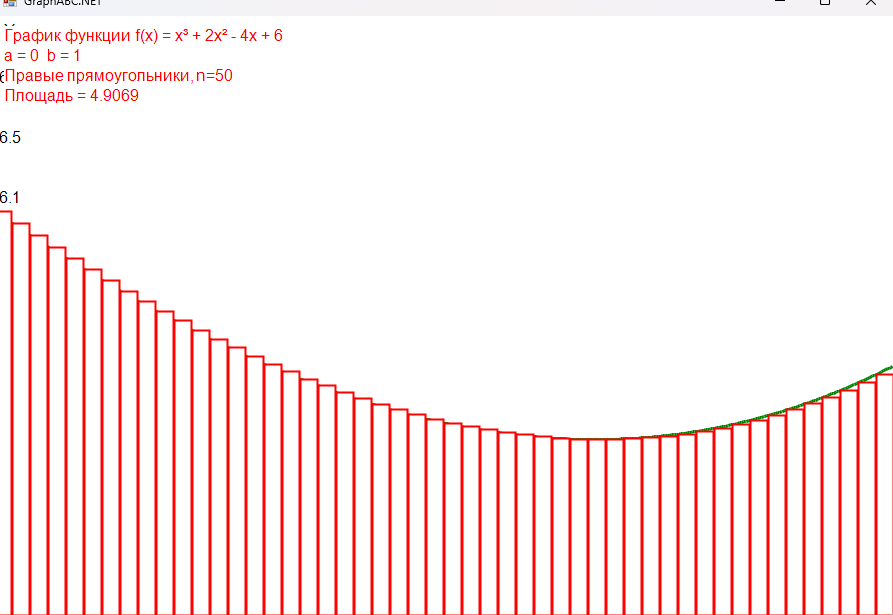 GraphABC.NET
График функции f(x) = x³ + 2x² - 4x + 6
a = 0 b = 1
Правые прямоугольники, n=50
Площадь = 4.9069
6.5
6.1